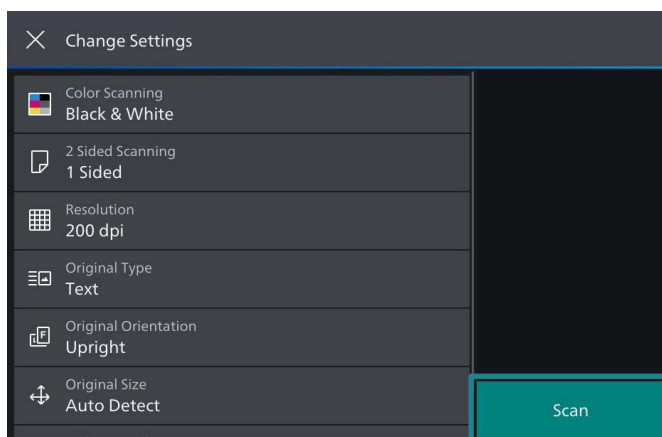 Change Settings
Color Scanning
Black & White
2 Sided Scanning
1 Sided
Resolution
200 dpi
Original Type
Text
Original Orientation
Upright
Original Size
Auto Detect
Scan